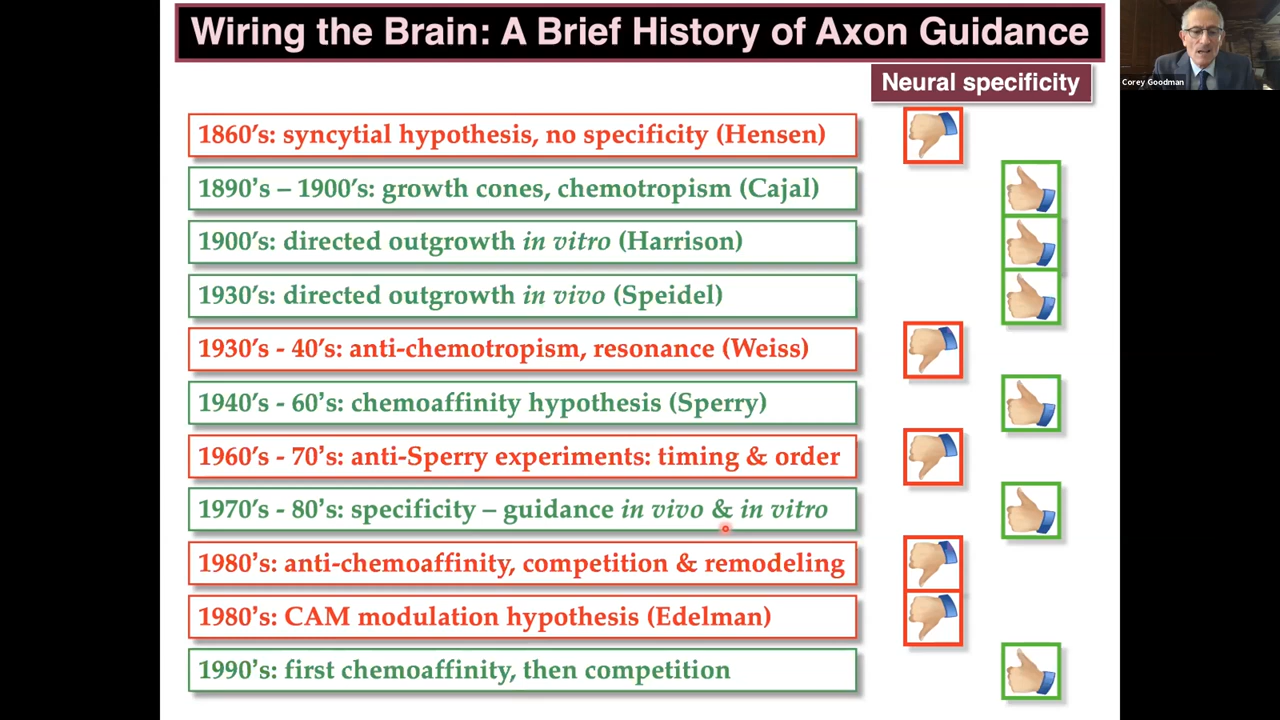 Wiring the Brain: A Brief History of Axon Guidance
Corey Goodman
Neural specificity
1860's: syncytial hypothesis, no specificity (Hensen)
1890's – 1900's: growth cones, chemotropism (Cajal)
1900's: directed outgrowth in vitro (Harrison)
1930's: directed outgrowth in vivo (Speidel)
1930's - 40's: anti-chemotropism, resonance (Weiss)
1940's - 60's: chemoaffinity hypothesis (Sperry)
1960's - 70's: anti-Sperry experiments: timing & order
1970's - 80's: specificity – guidance in vivo & in vitro
1980's: anti-chemoaffinity, competition & remodeling
1980's: CAM modulation hypothesis (Edelman)
1990's: first chemoaffinity, then competition